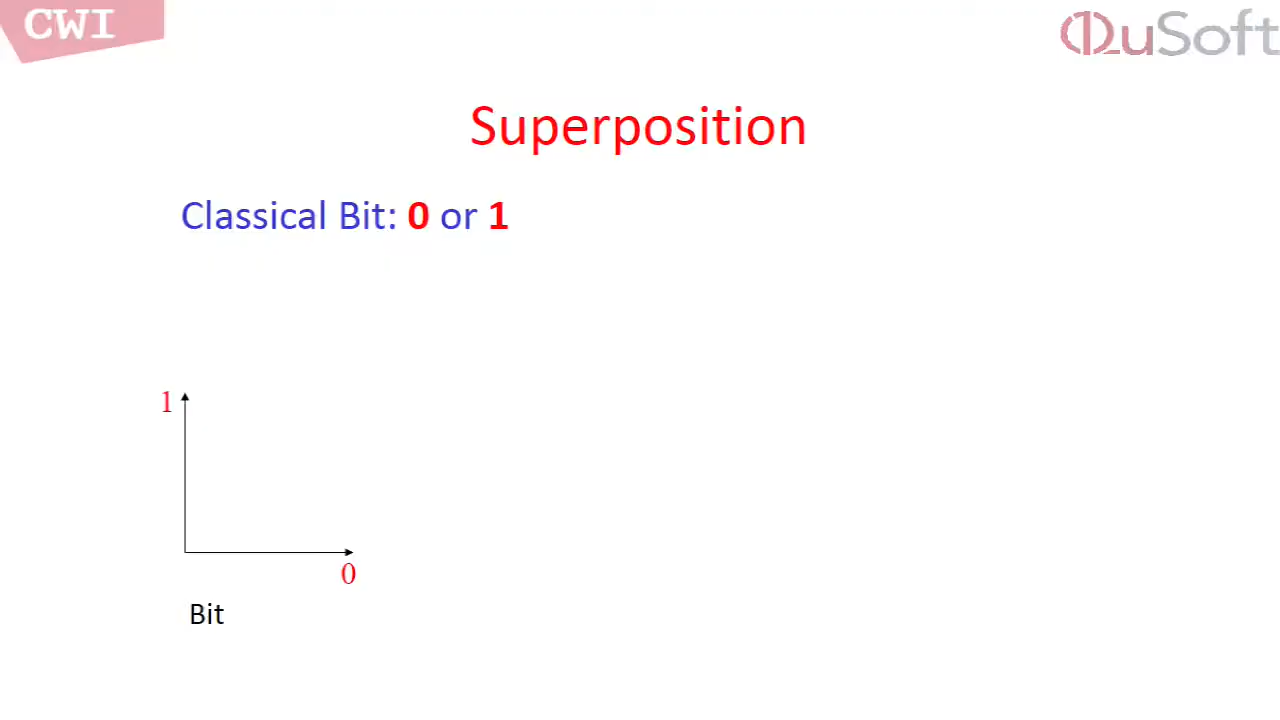 CWI
QuSoft
Superposition
Classical Bit: 0 or 1
1
0
Bit